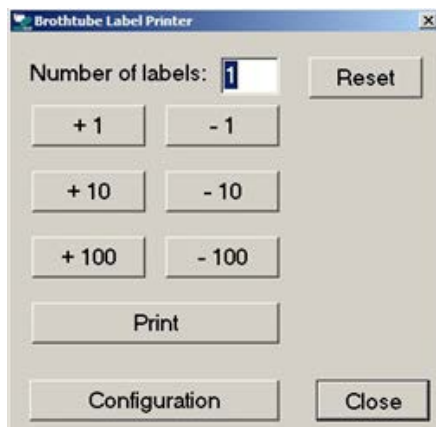 Brothtube Label Printer
Number of labels: 1 Reset
+ 1 - 1
+ 10 - 10
+ 100 - 100
Print
Configuration Close